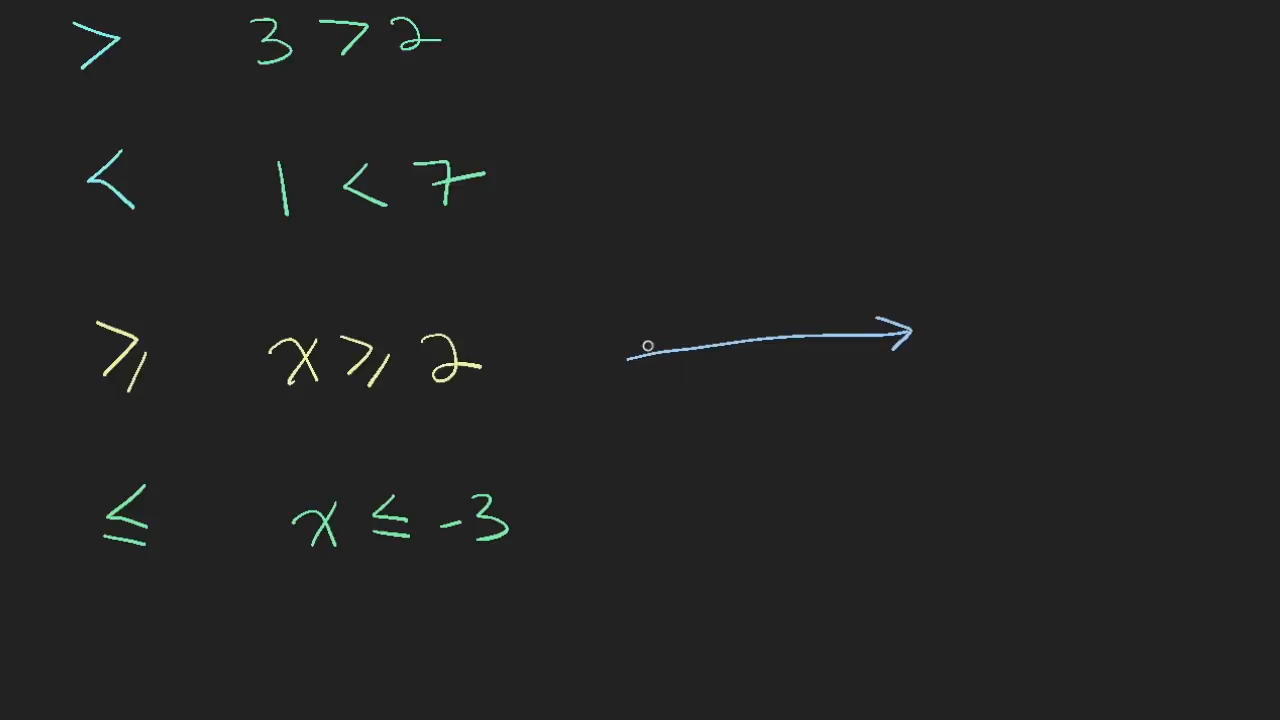 > 3 > 2
< 1 < 7
⩾ x ⩾ 2
≤ x ≤ -3